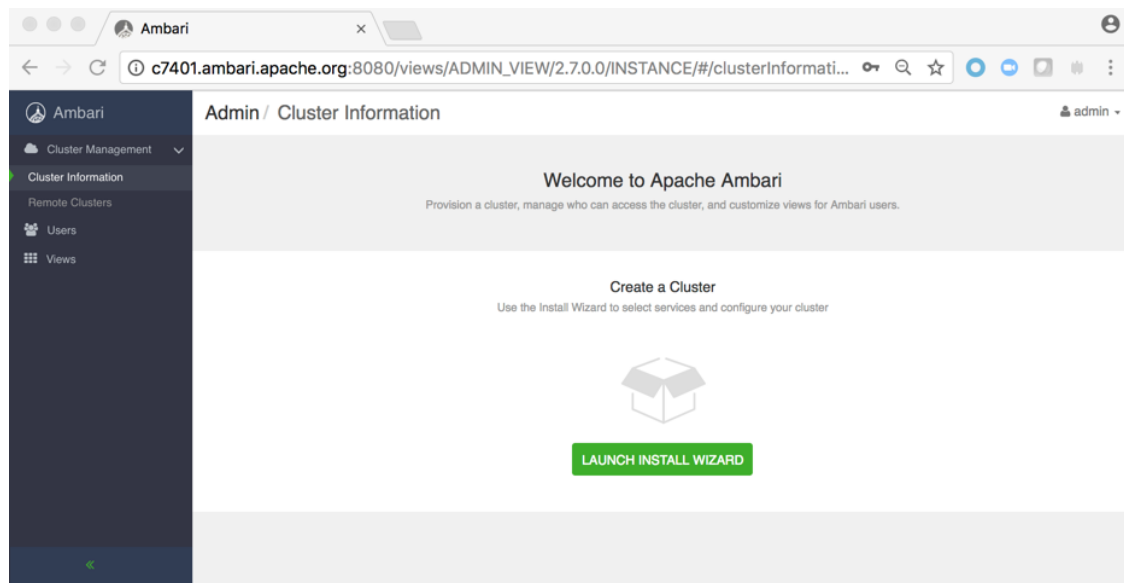 Ambari
c7401.ambari.apache.org:8080/views/ADMIN_VIEW/2.7.0.0/INSTANCE/#/clusterInformati...
Ambari
Admin / Cluster Information
admin
Cluster Management
Cluster Information
Remote Clusters
Users
Views
Welcome to Apache Ambari
Provision a cluster, manage who can access the cluster, and customize views for Ambari users.
Create a Cluster
Use the Install Wizard to select services and configure your cluster
LAUNCH INSTALL WIZARD